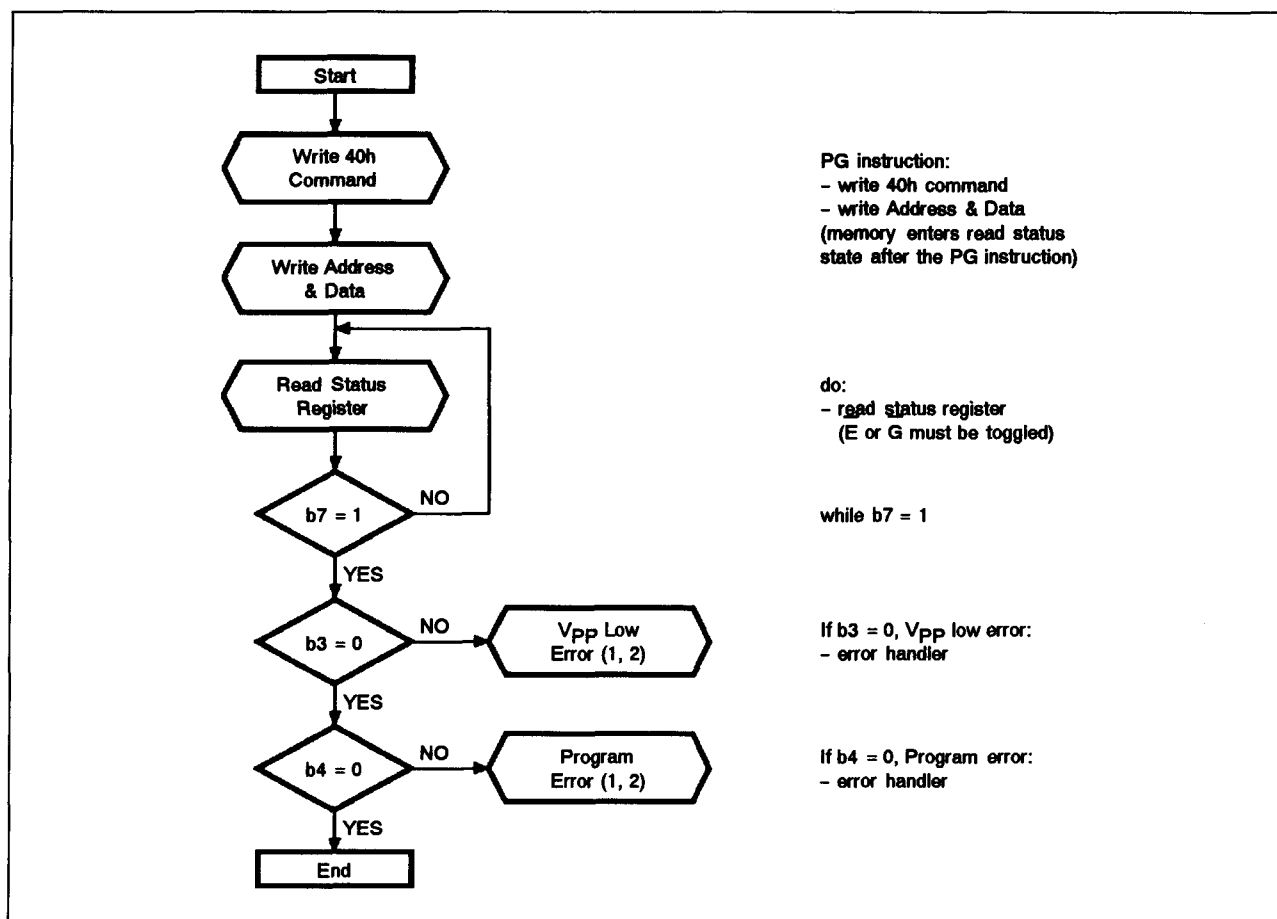 Start
Write 40h
Command
PG instruction:
– write 40h command
– write Address & Data
(memory enters read status
state after the PG instruction)
Write Address
& Data
Read Status
Register
do:
– read status register
(E or G must be toggled)
b7 = 1
NO
while b7 = 1
YES
b3 = 0
NO
VPP Low
Error (1, 2)
If b3 = 0, VPP low error:
– error handler
YES
b4 = 0
NO
Program
Error (1, 2)
If b4 = 0, Program error:
– error handler
YES
End